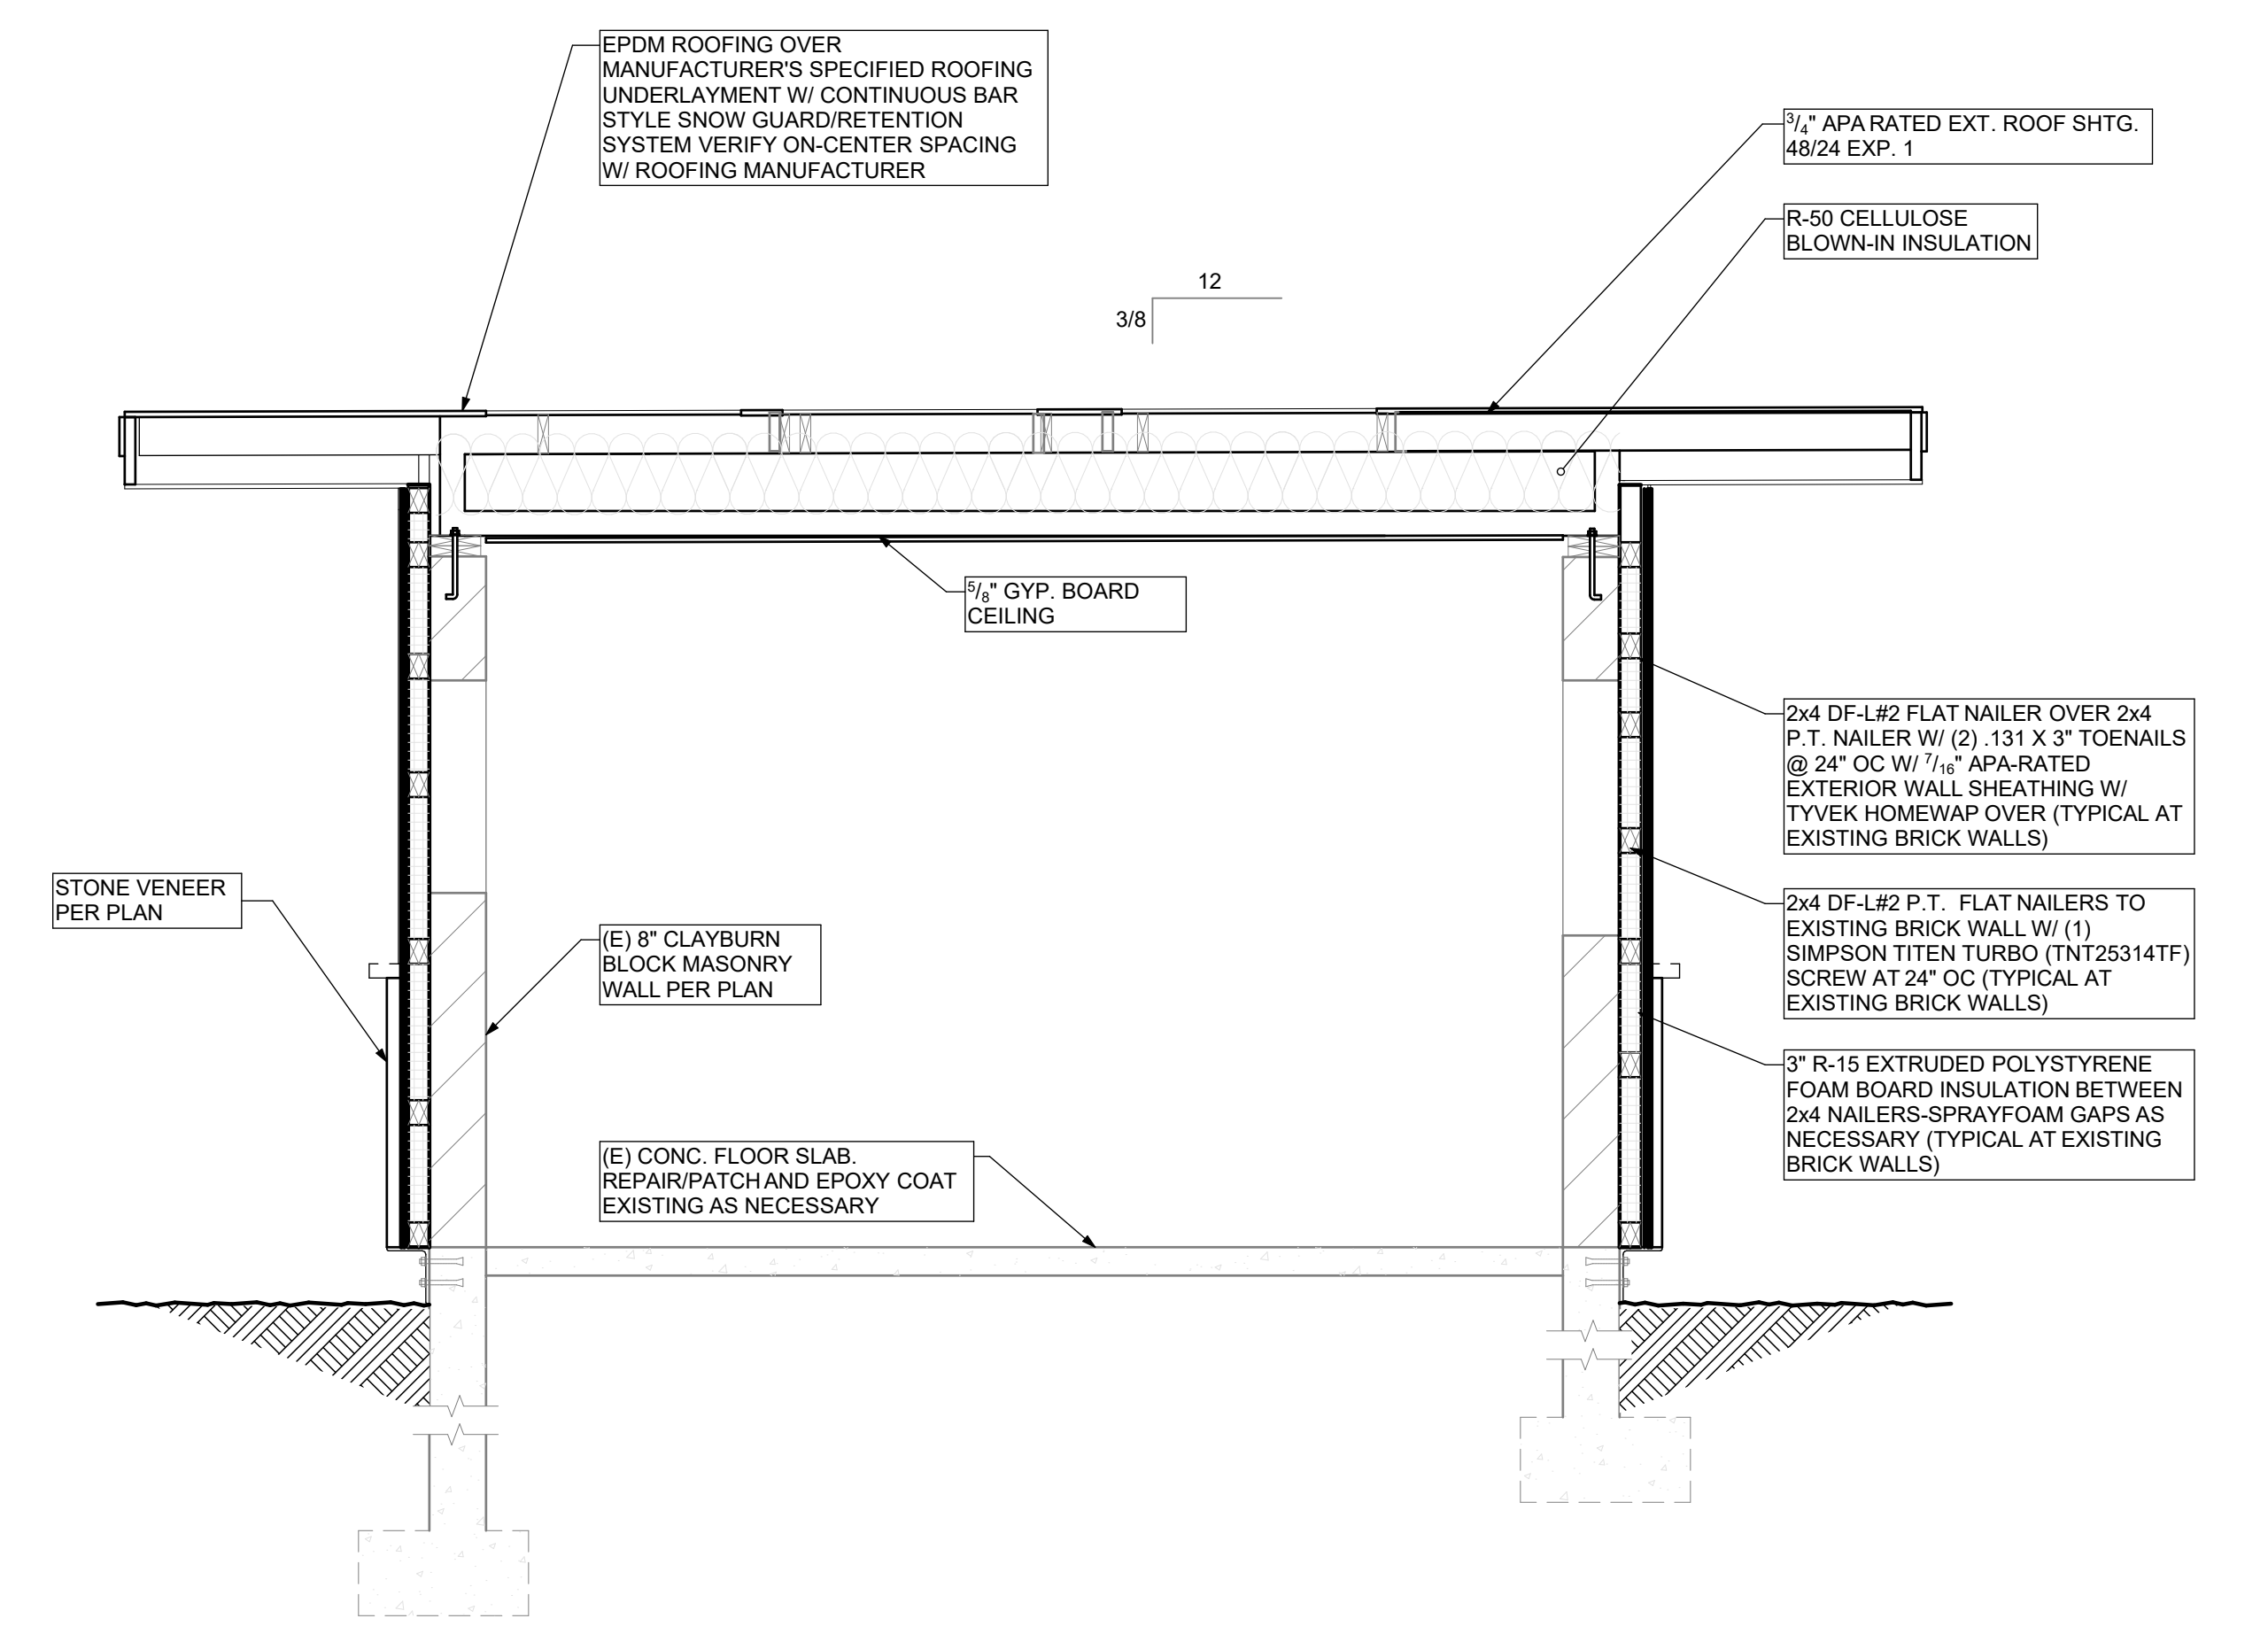 EPDM ROOFING OVER
MANUFACTURER'S SPECIFIED ROOFING
UNDERLAYMENT W/ CONTINUOUS BAR
STYLE SNOW GUARD/RETENTION
SYSTEM VERIFY ON-CENTER SPACING
W/ ROOFING MANUFACTURER
3/4" APA RATED EXT. ROOF SHTG.
48/24 EXP. 1
R-50 CELLULOSE
BLOWN-IN INSULATION
12
3/8
5/8" GYP. BOARD
CEILING
2x4 DF-L#2 FLAT NAILER OVER 2x4
P.T. NAILER W/ (2) .131 X 3" TOENAILS
@ 24" OC W/ 7/16" APA-RATED
EXTERIOR WALL SHEATHING W/
TYVEK HOMEWAP OVER (TYPICAL AT
EXISTING BRICK WALLS)
STONE VENEER
PER PLAN
(E) 8" CLAYBURN
BLOCK MASONRY
WALL PER PLAN
2x4 DF-L#2 P.T. FLAT NAILERS TO
EXISTING BRICK WALL W/ (1)
SIMPSON TITEN TURBO (TNT25314TF)
SCREW AT 24" OC (TYPICAL AT
EXISTING BRICK WALLS)
3" R-15 EXTRUDED POLYSTYRENE
FOAM BOARD INSULATION BETWEEN
2x4 NAILERS-SPRAYFOAM GAPS AS
NECESSARY (TYPICAL AT EXISTING
BRICK WALLS)
(E) CONC. FLOOR SLAB.
REPAIR/PATCH AND EPOXY COAT
EXISTING AS NECESSARY